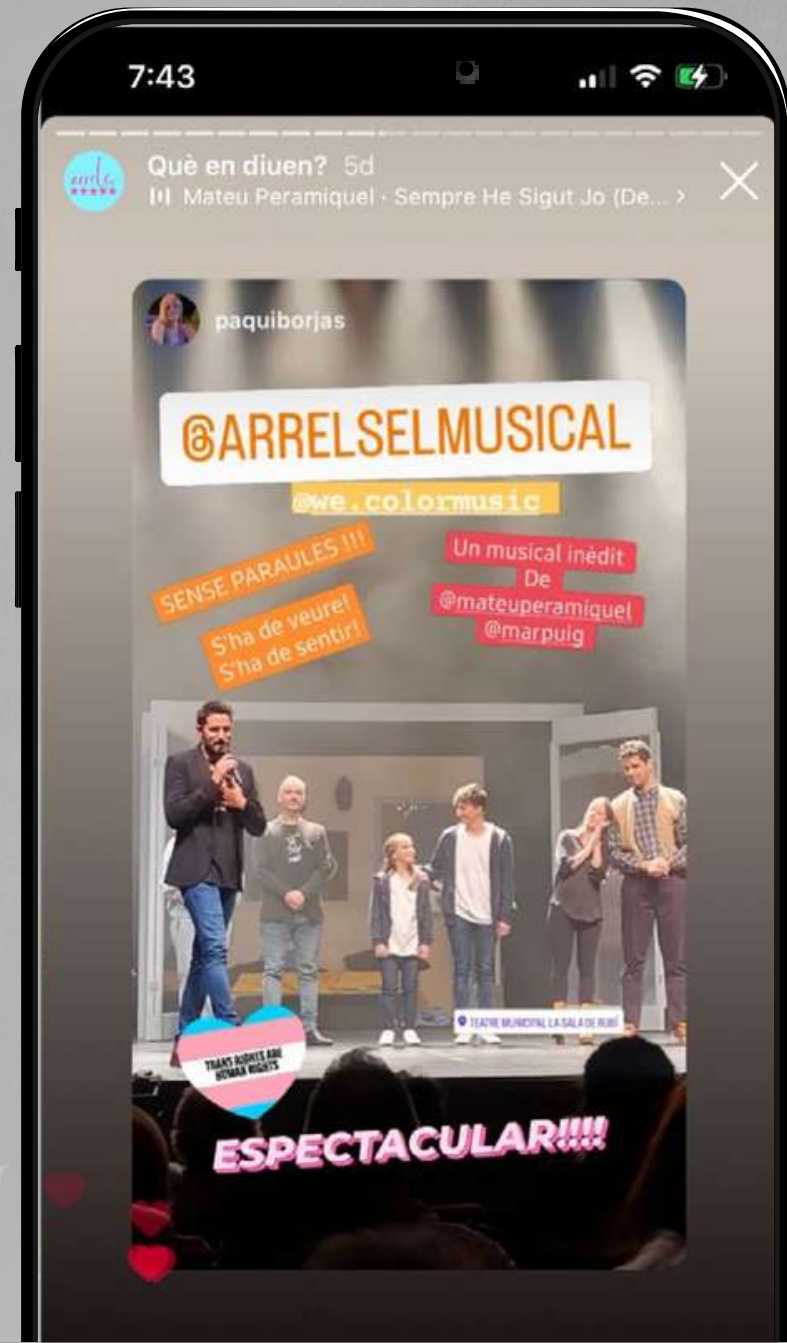 7:43
Què en diuen? 5d
Mateu Peramiquel · Sempre He Sigut Jo (De... >
paquiborjas
@ARRELSELMUSICAL
@we.colormusic
SENSE PARAULES !!!
S'ha de veure!
S'ha de sentir!
Un musical inèdit
De
@mateuperamiquel
@marpuig
TEATRE MUNICIPAL LA SALA DE RUBÍ
TRANS RIGHTS ARE
HUMAN RIGHTS
ESPECTACULAR!!!!